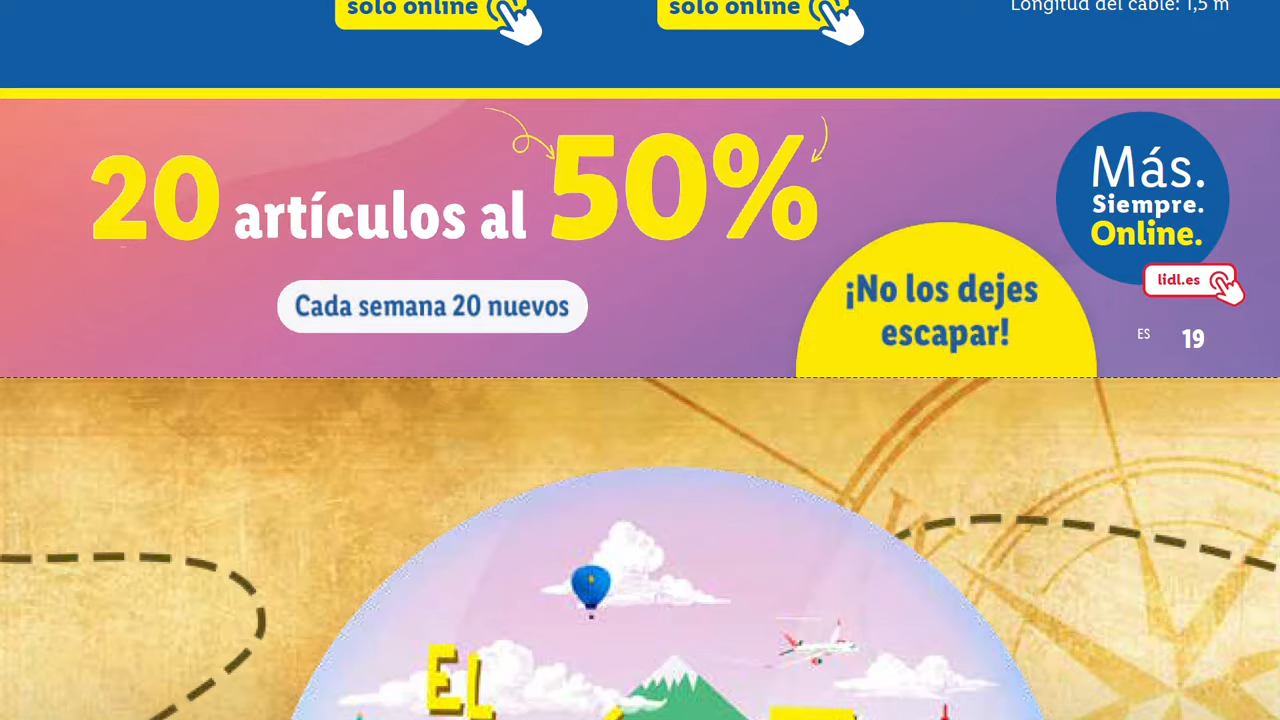 solo online
solo online
Longitud del cable: 1,5 m
20 artículos al 50%
Cada semana 20 nuevos
¡No los dejes
escapar!
Más.
Siempre.
Online.
lidl.es
ES 19
EL